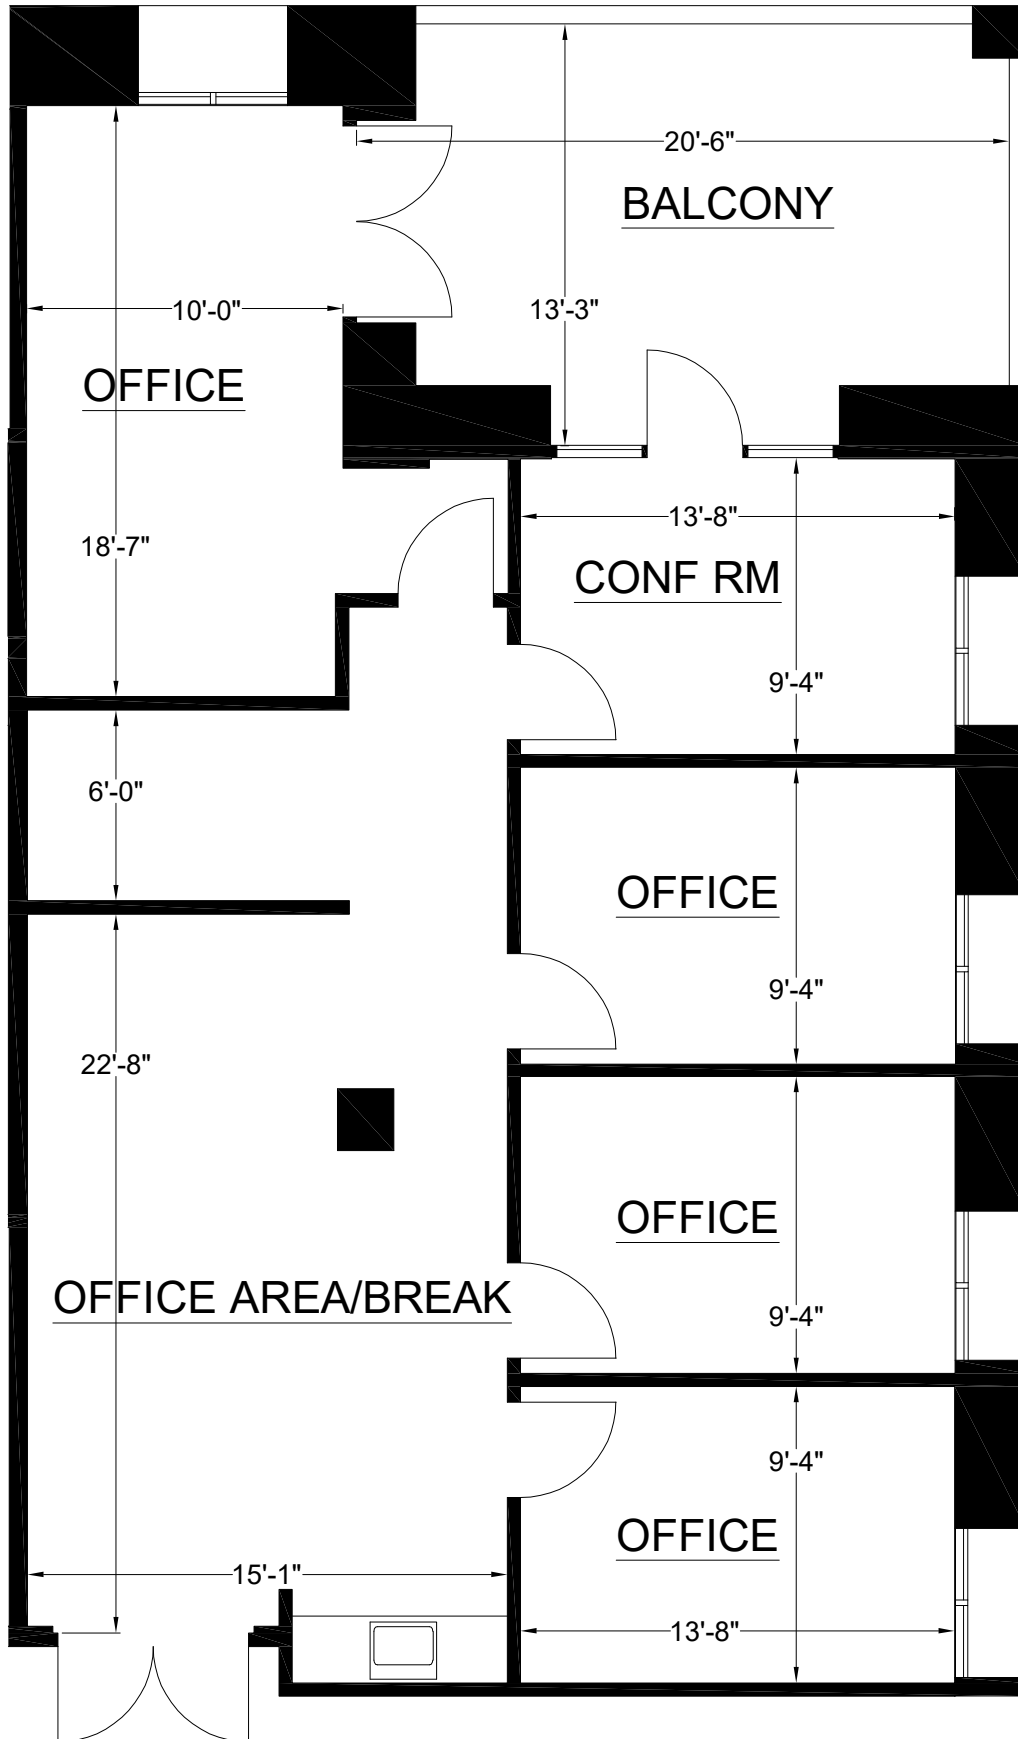 20'-6"
BALCONY
10'-0"
13'-3"
OFFICE
13'-8"
18'-7"
CONF RM
9'-4"
6'-0"
OFFICE
9'-4"
22'-8"
OFFICE
OFFICE AREA/BREAK
9'-4"
9'-4"
OFFICE
15'-1"
13'-8"